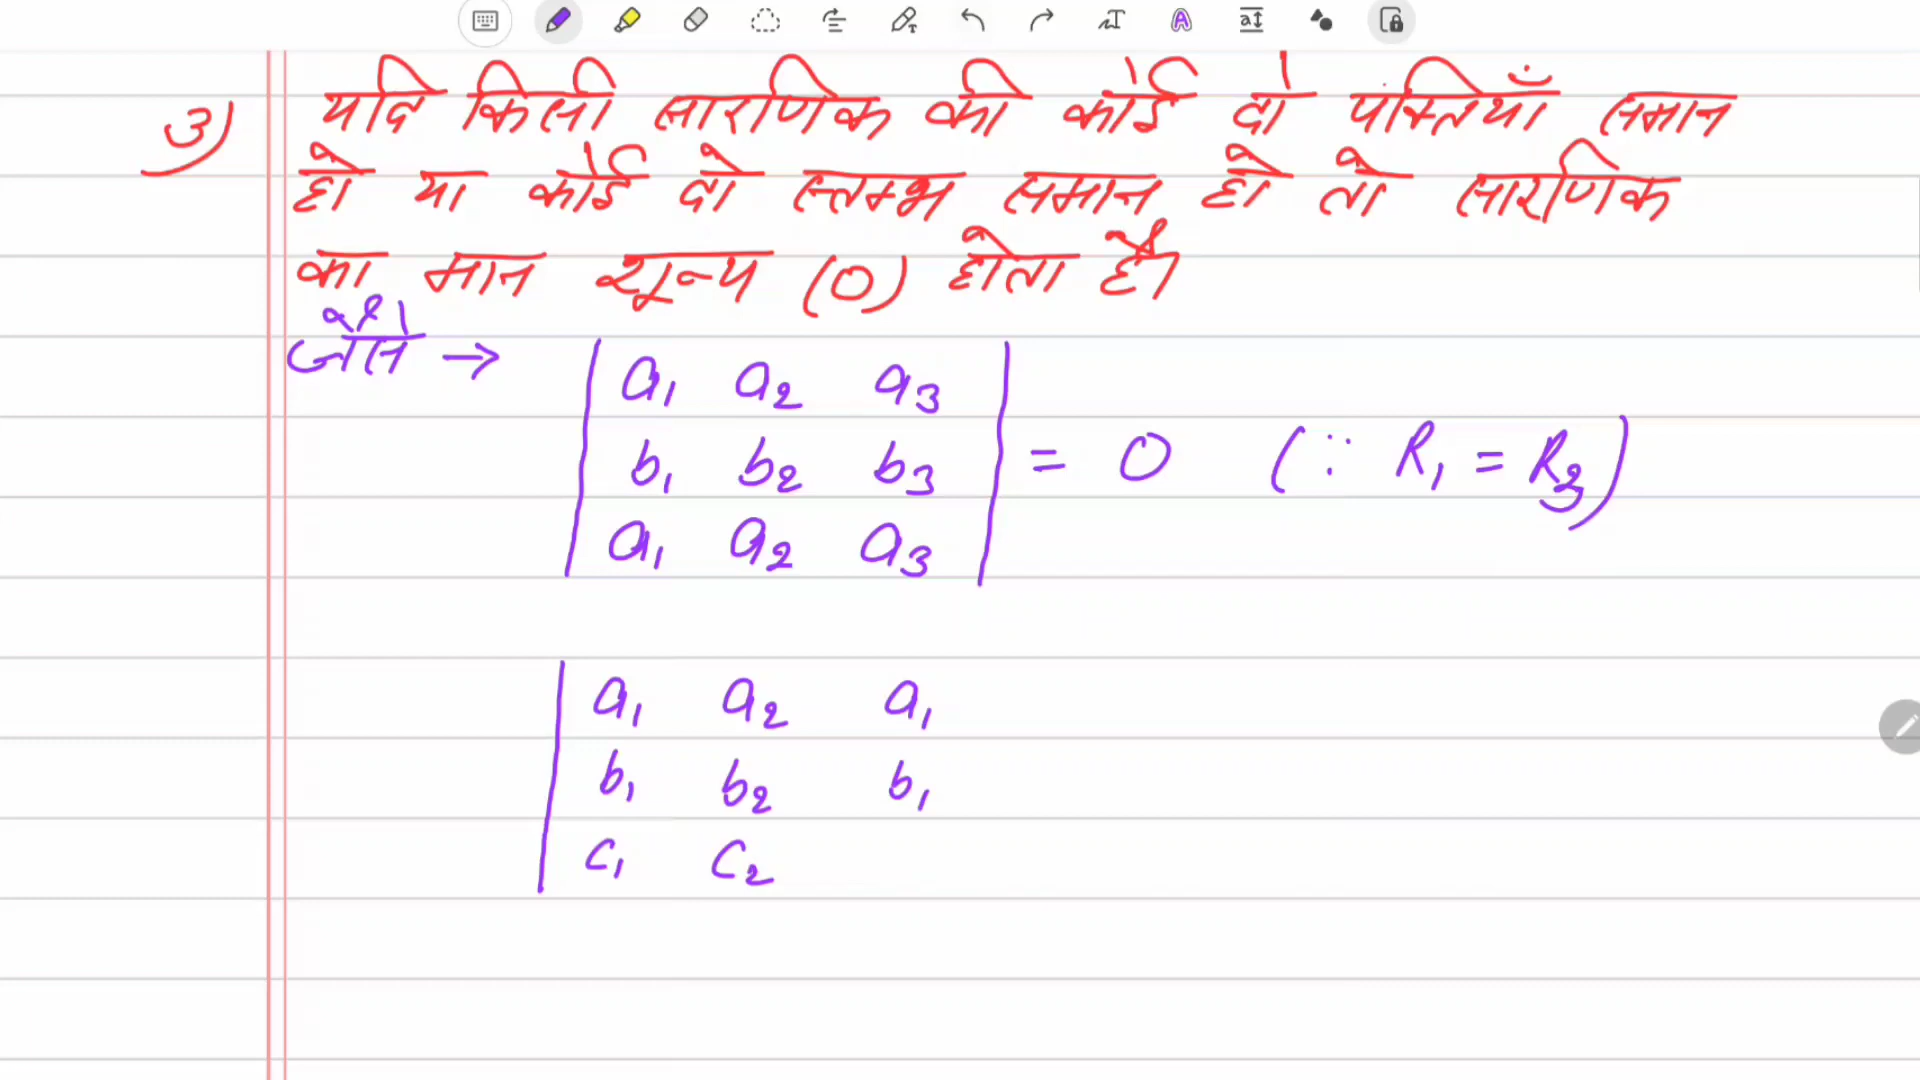 3) यदि किसी सारणिक की कोई दो पंक्तियाँ समान
हो या कोई दो स्तम्भ समान हो तो सारणिक
का मान शून्य (0) होता है।
जैसे →
| a₁ a₂ a₃ |
| b₁ b₂ b₃ | = 0 (∵ R₁ = R₃)
| a₁ a₂ a₃ |
| a₁ a₂ a₁
| b₁ b₂ b₁
| c₁ c₂